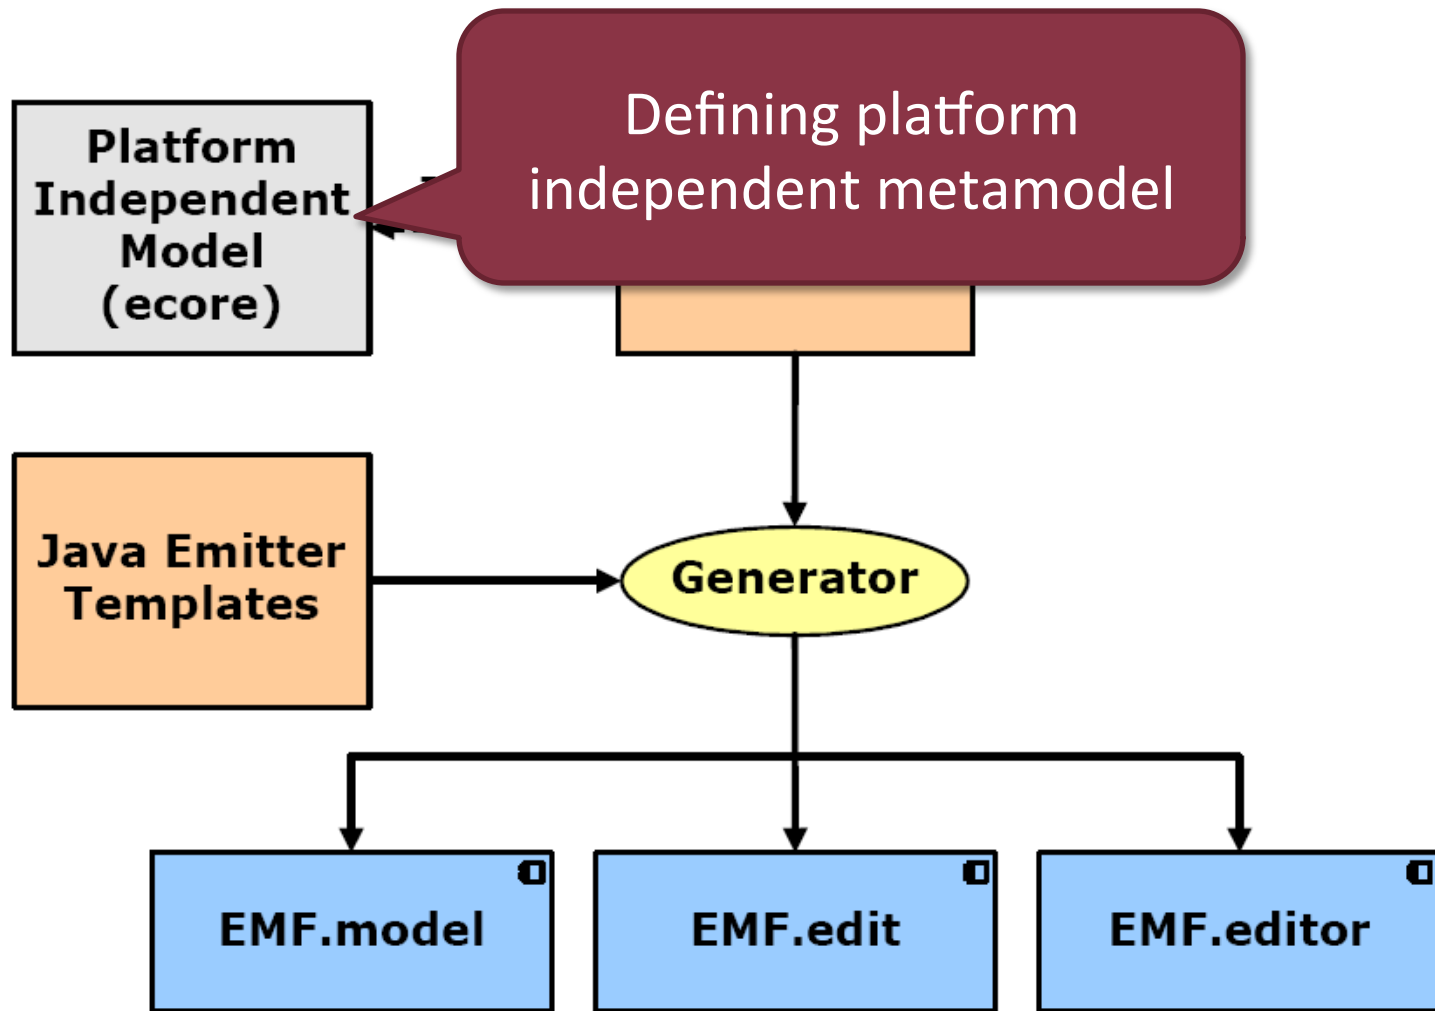 Defining platform
independent metamodel
Platform
Independent
Model
(ecore)
Java Emitter
Templates
Generator
EMF.model
EMF.edit
EMF.editor